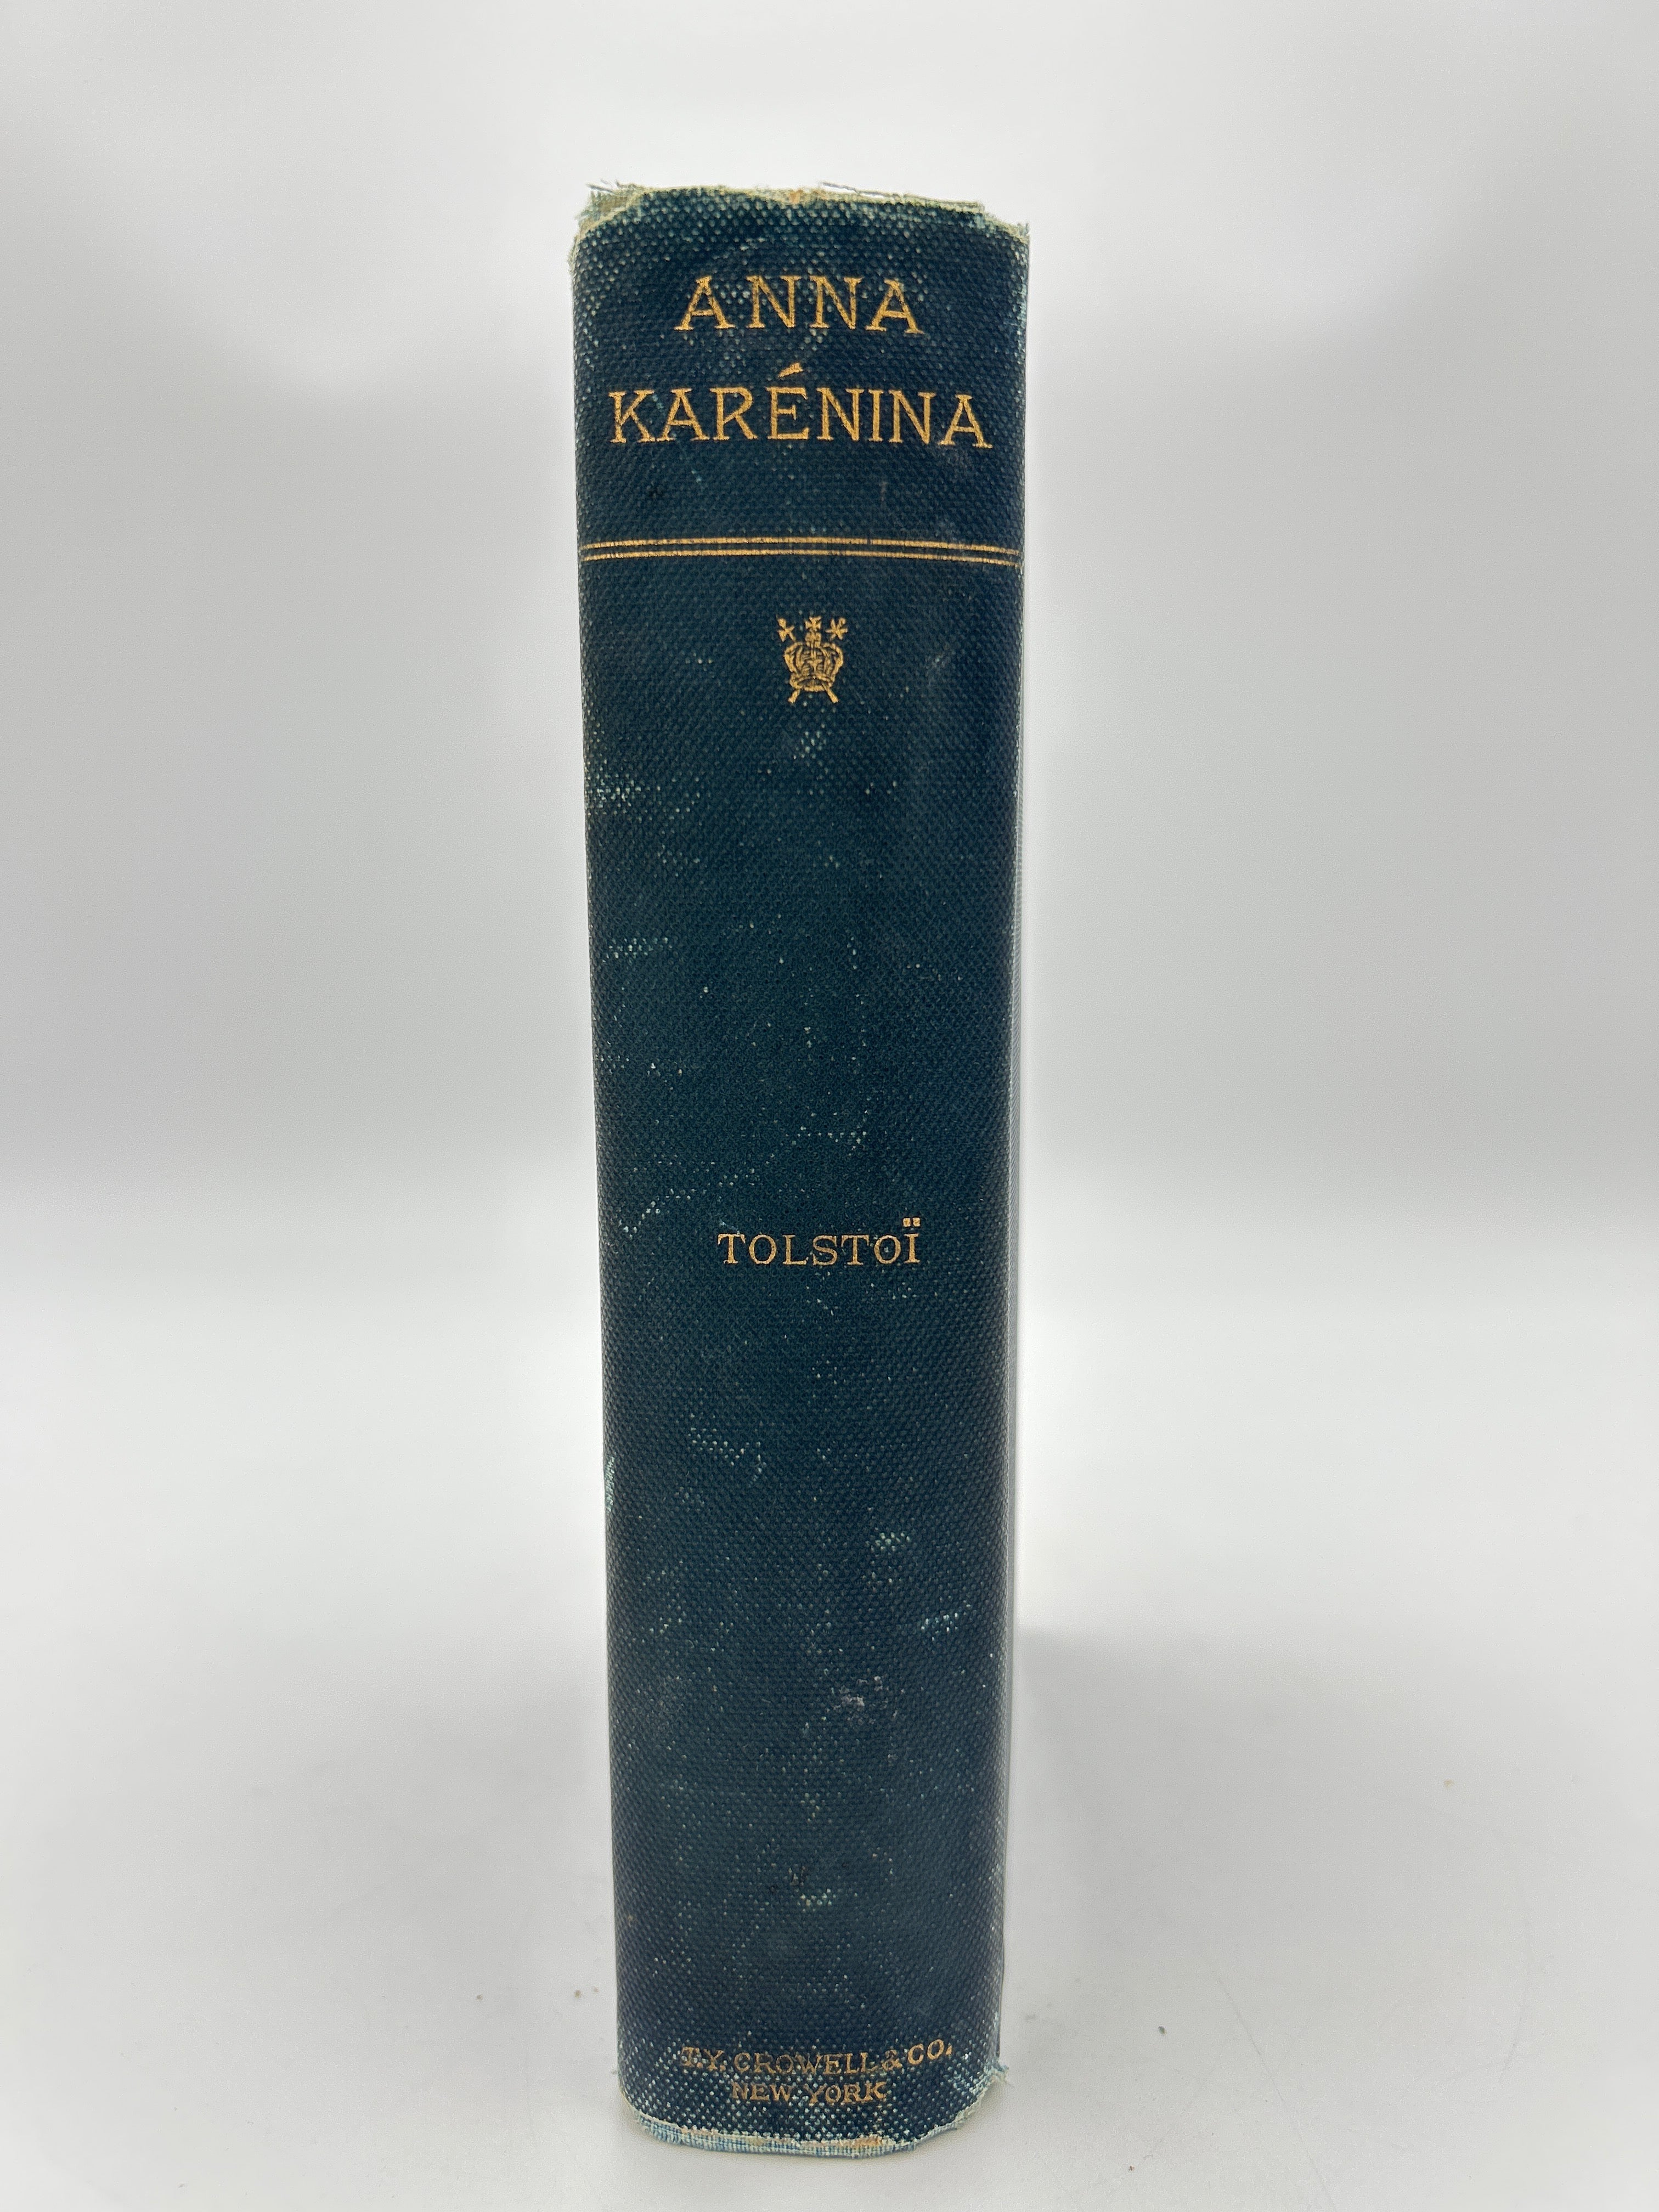 ANNA
KARÉNINA
TOLSTOÏ
T.Y. CROWELL & CO.
NEW YORK